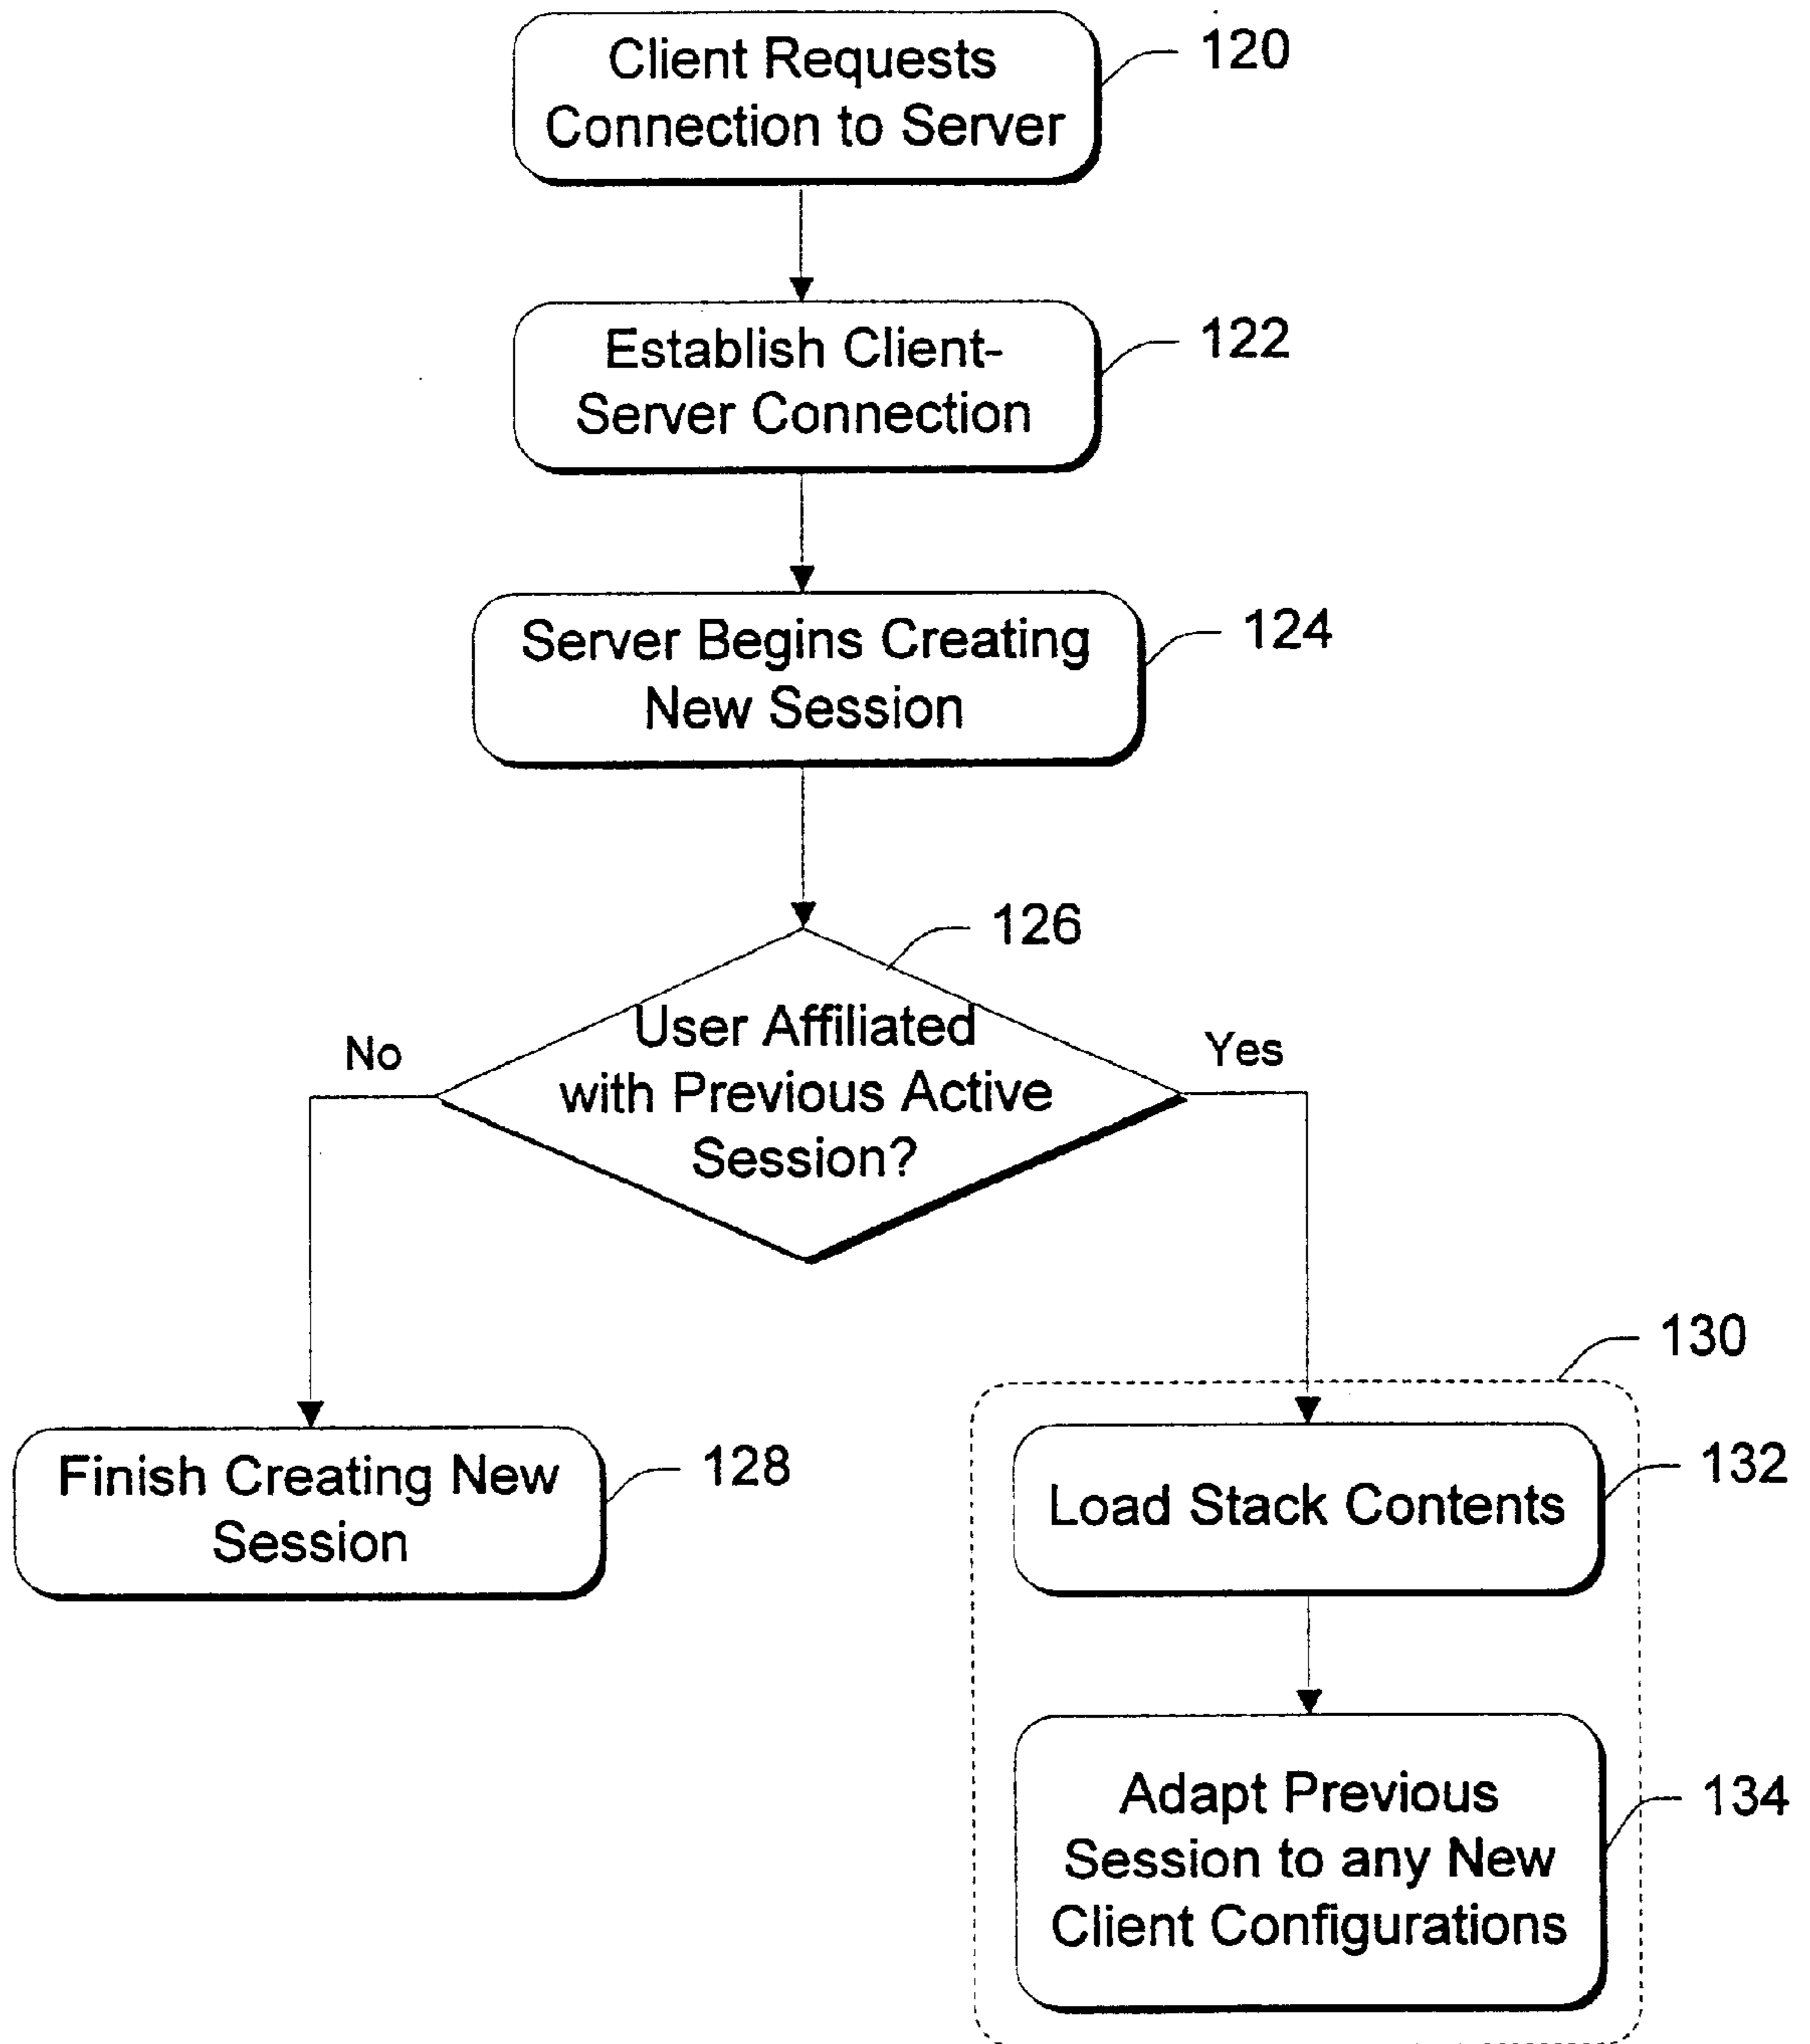 Client Requests
Connection to Server
120
Establish Client-
Server Connection
122
Server Begins Creating
New Session
124
126
User Affiliated
with Previous Active
Session?
No
Yes
130
Finish Creating New
Session
128
Load Stack Contents
132
Adapt Previous
Session to any New
Client Configurations
134